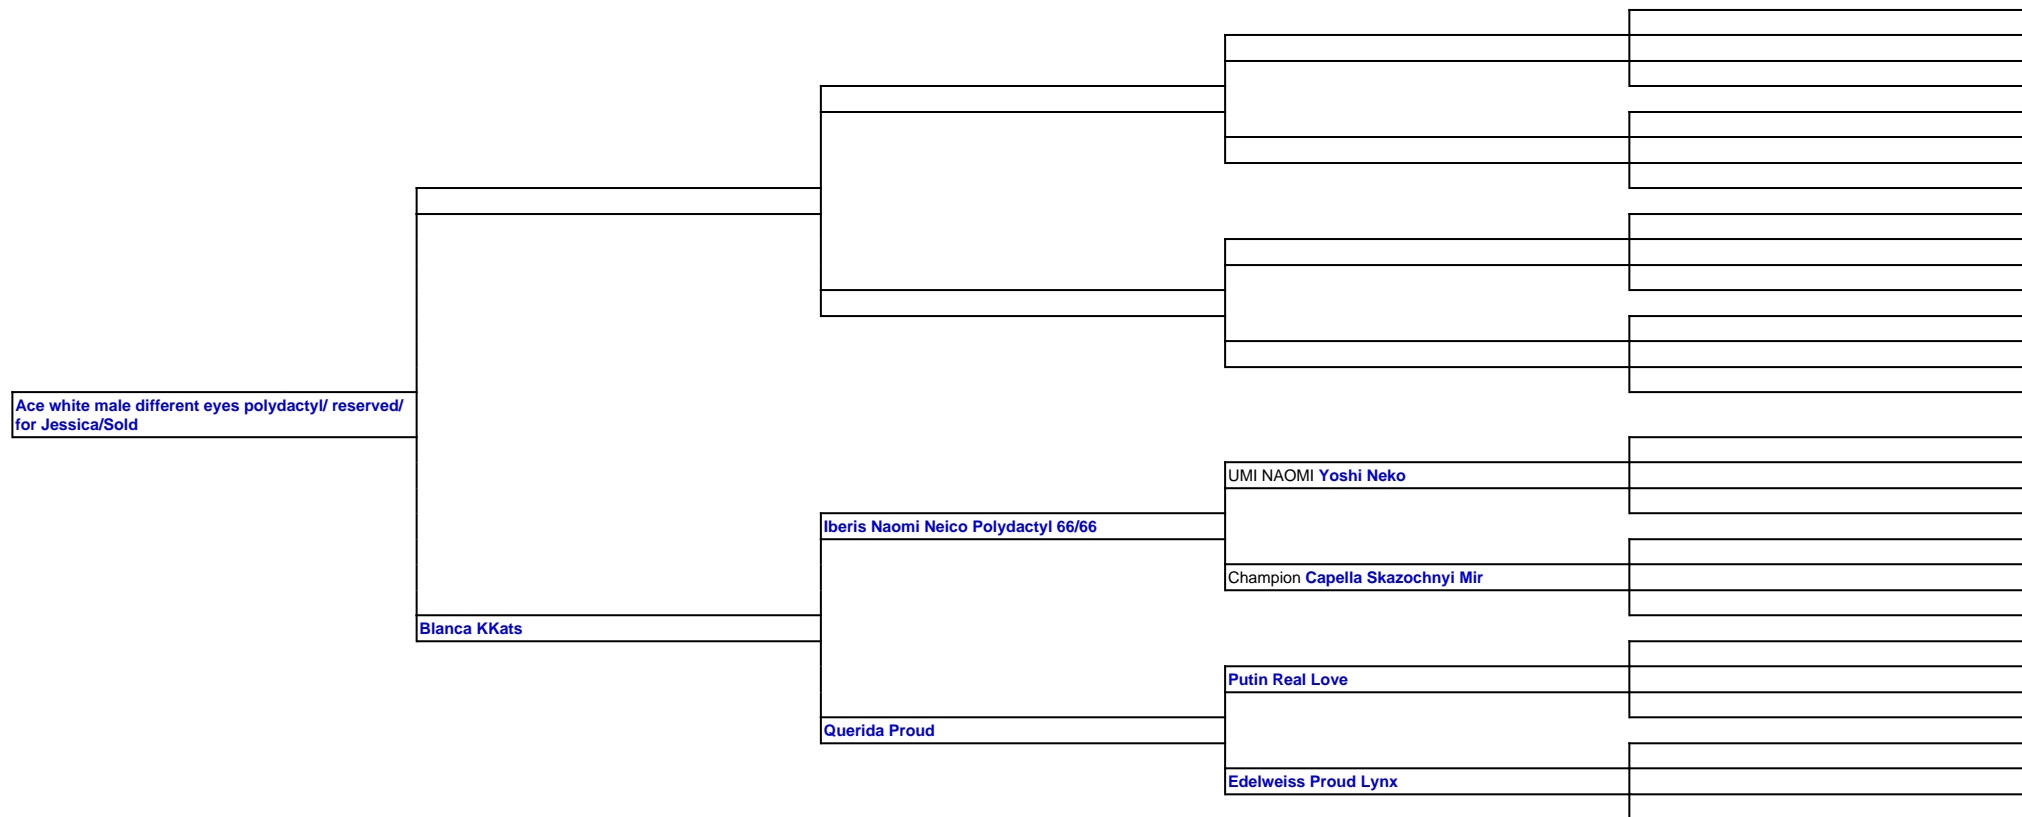 Ace white male different eyes polydactyl/ reserved/
for Jessica/Sold
UMI NAOMI Yoshi Neko
Iberis Naomi Neico Polydactyl 66/66
Champion Capella Skazochnyi Mir
Blanca KKats
Putin Real Love
Querida Proud
Edelweiss Proud Lynx